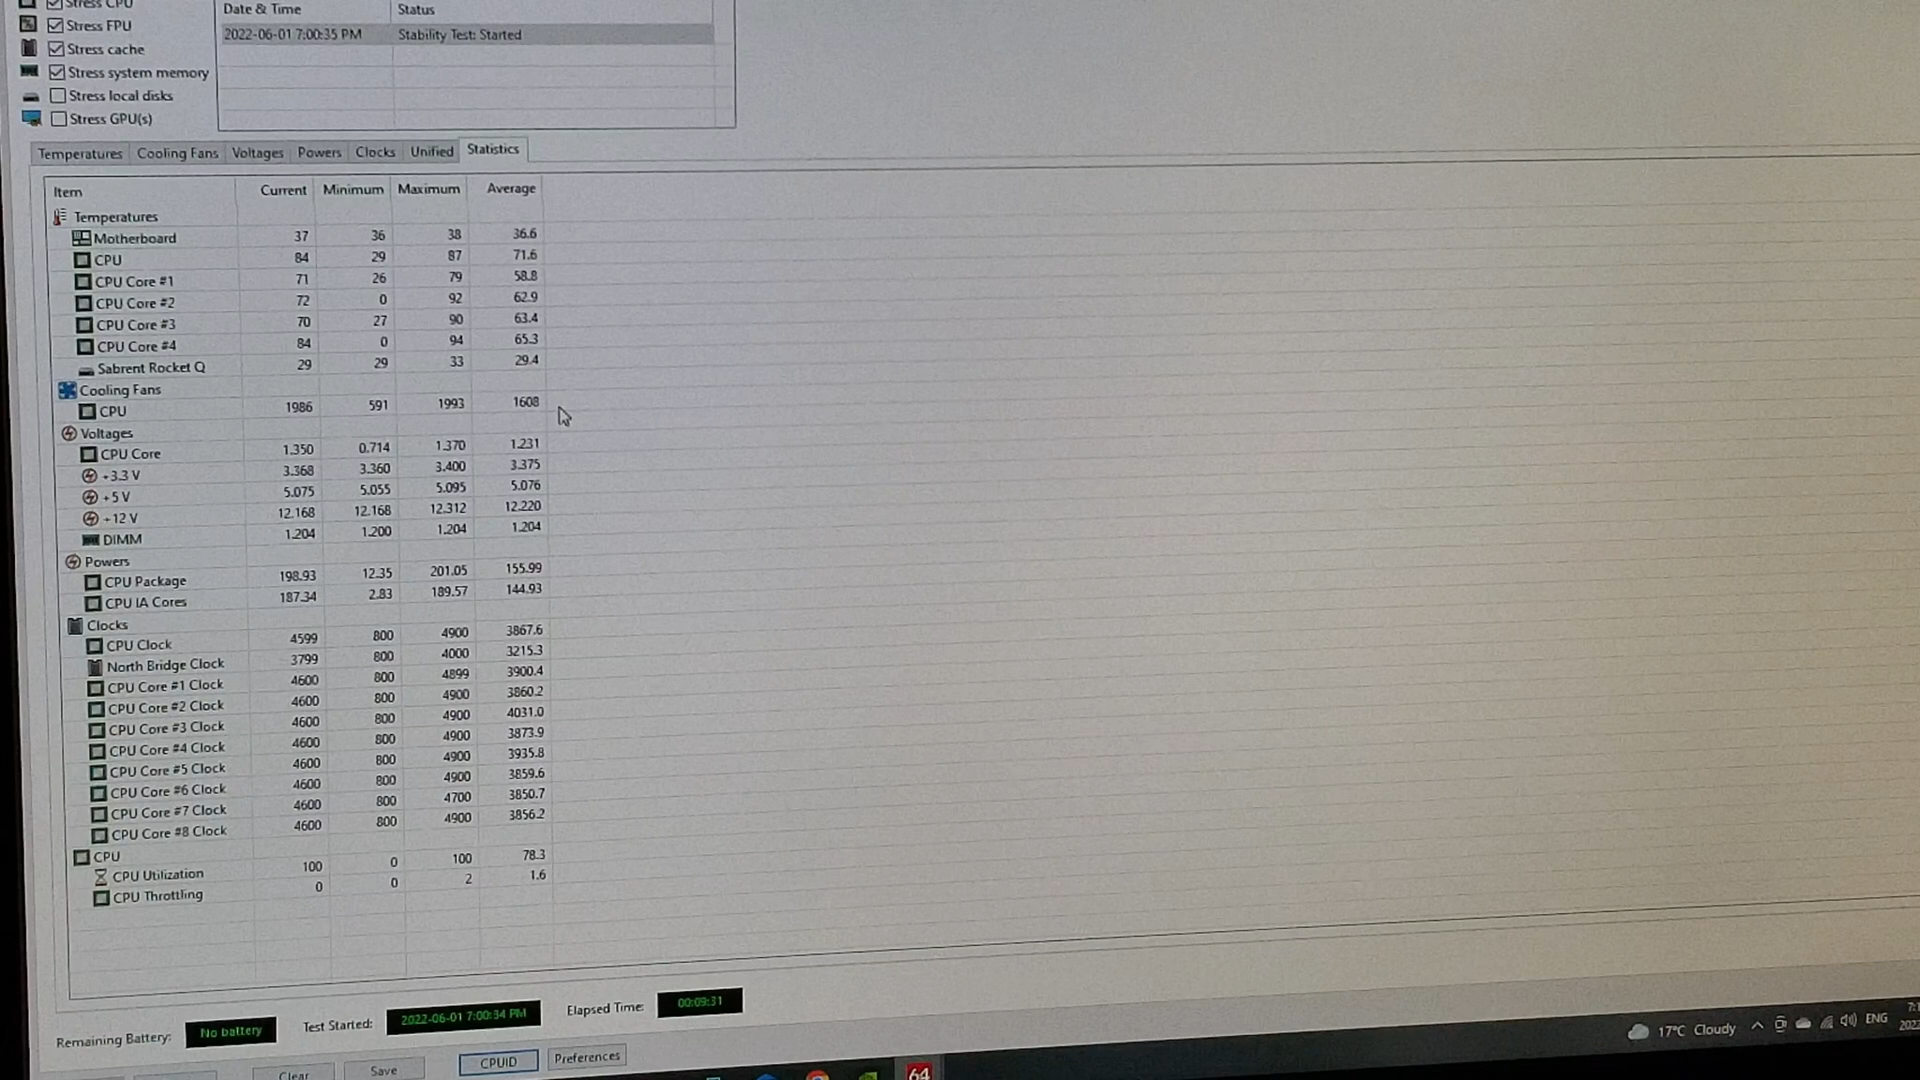 Stress CPU
Stress FPU
Stress cache
Stress system memory
Stress local disks
Stress GPU(s)
Date & Time Status
2022-06-01 7:00:35 PM Stability Test: Started
Temperatures Cooling Fans Voltages Powers Clocks Unified Statistics
Item Current Minimum Maximum Average
Temperatures
Motherboard 37 36 38 36.6
CPU 84 29 87 71.6
CPU Core #1 71 26 79 58.8
CPU Core #2 72 0 92 62.9
CPU Core #3 70 27 90 63.4
CPU Core #4 84 0 94 65.3
Sabrent Rocket Q 29 29 33 29.4
Cooling Fans
CPU 1986 591 1993 1608
Voltages
CPU Core 1.350 0.714 1.370 1.231
+3.3 V 3.368 3.360 3.400 3.375
+5 V 5.075 5.055 5.095 5.076
+12 V 12.168 12.168 12.312 12.220
DIMM 1.204 1.200 1.204 1.204
Powers
CPU Package 198.93 12.35 201.05 155.99
CPU IA Cores 187.34 2.83 189.57 144.93
Clocks
CPU Clock 4599 800 4900 3867.6
North Bridge Clock 3799 800 4000 3215.3
CPU Core #1 Clock 4600 800 4899 3900.4
CPU Core #2 Clock 4600 800 4900 3860.2
CPU Core #3 Clock 4600 800 4900 4031.0
CPU Core #4 Clock 4600 800 4900 3873.9
CPU Core #5 Clock 4600 800 4900 3935.8
CPU Core #6 Clock 4600 800 4900 3859.6
CPU Core #7 Clock 4600 800 4700 3850.7
CPU Core #8 Clock 4600 800 4900 3856.2
CPU
CPU Utilization 100 0 100 78.3
CPU Throttling 0 0 2 1.6
Remaining Battery: No battery Test Started: 2022-06-01 7:00:34 PM Elapsed Time: 00:09:31
Clear Save CPUID Preferences
64
17°C Cloudy ENG